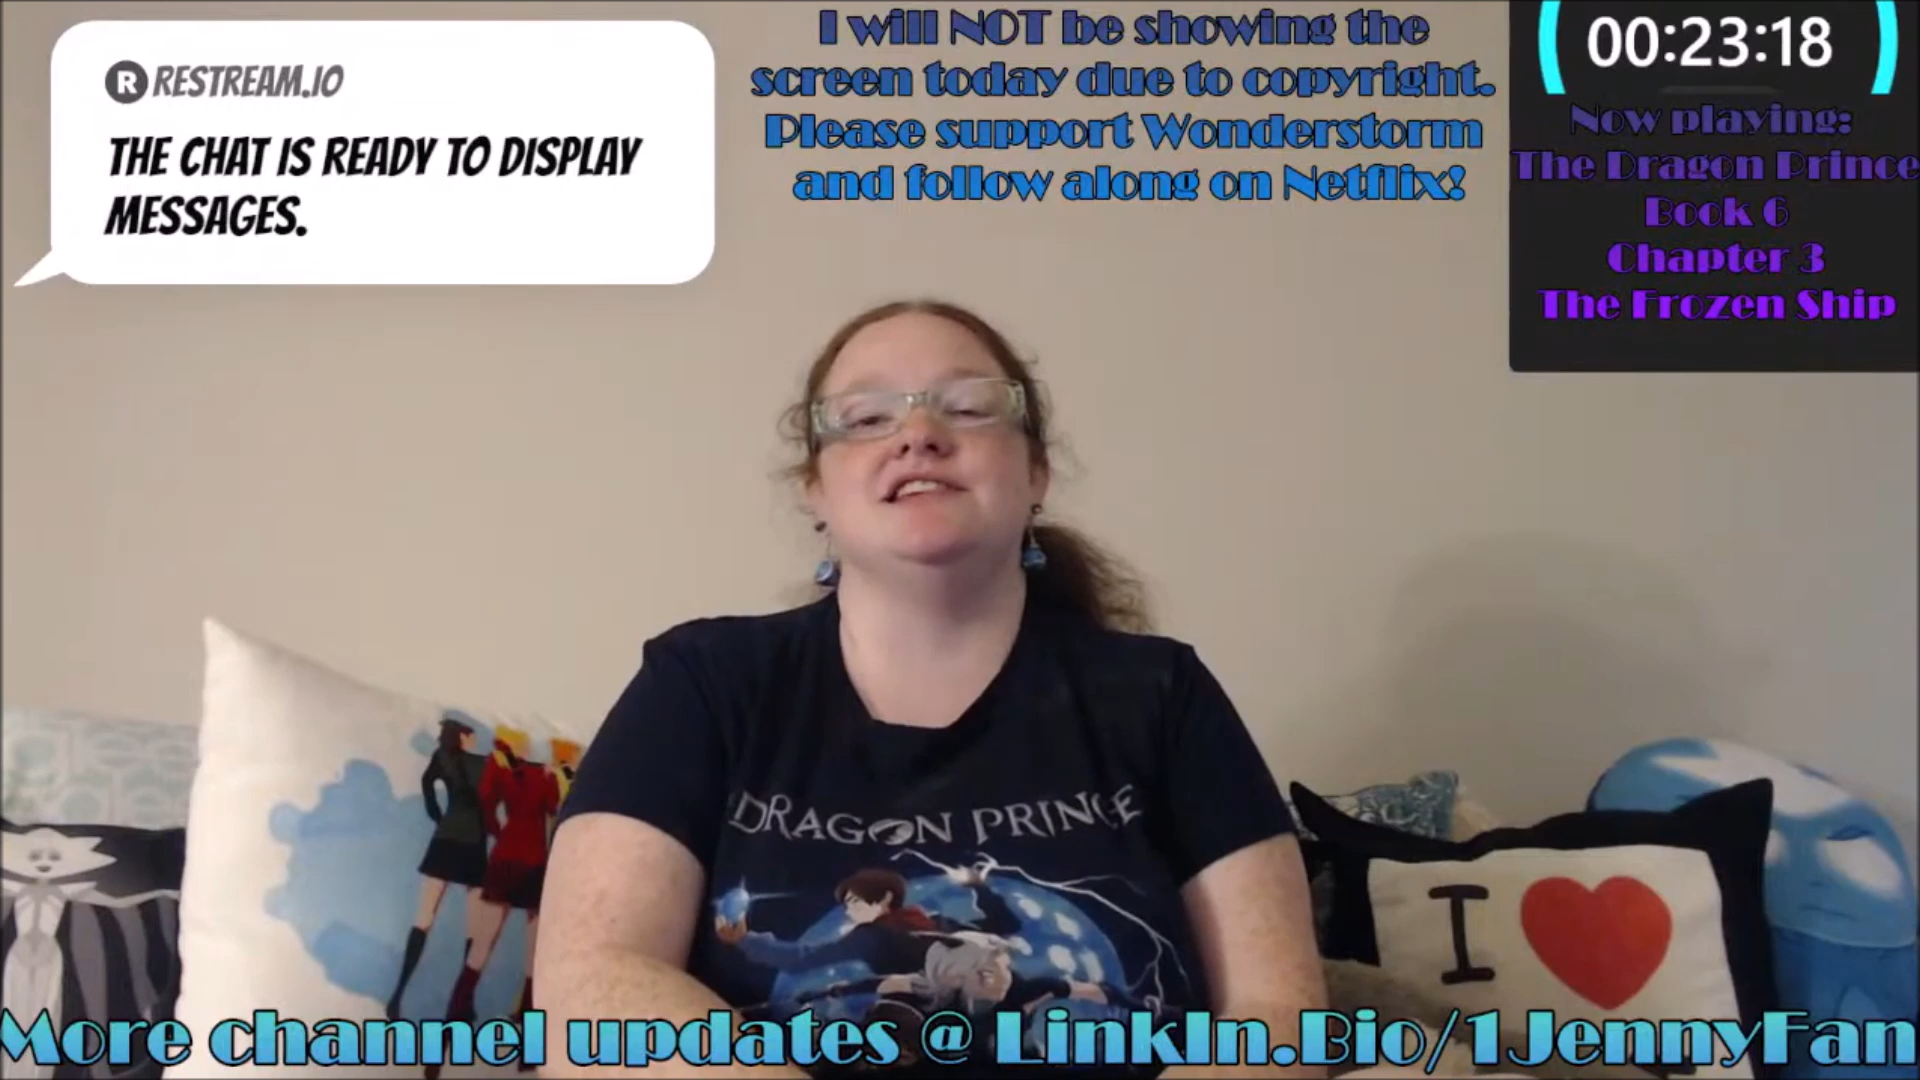 R RESTREAM.IO
THE CHAT IS READY TO DISPLAY
MESSAGES.
I will NOT be showing the
screen today due to copyright.
Please support Wonderstorm
and follow along on Netflix!
00:23:18
Now playing:
The Dragon Prince
Book 6
Chapter 3
The Frozen Ship
DRAGON PRINCE
I
More channel updates @ LinkIn.Bio/1JennyFan